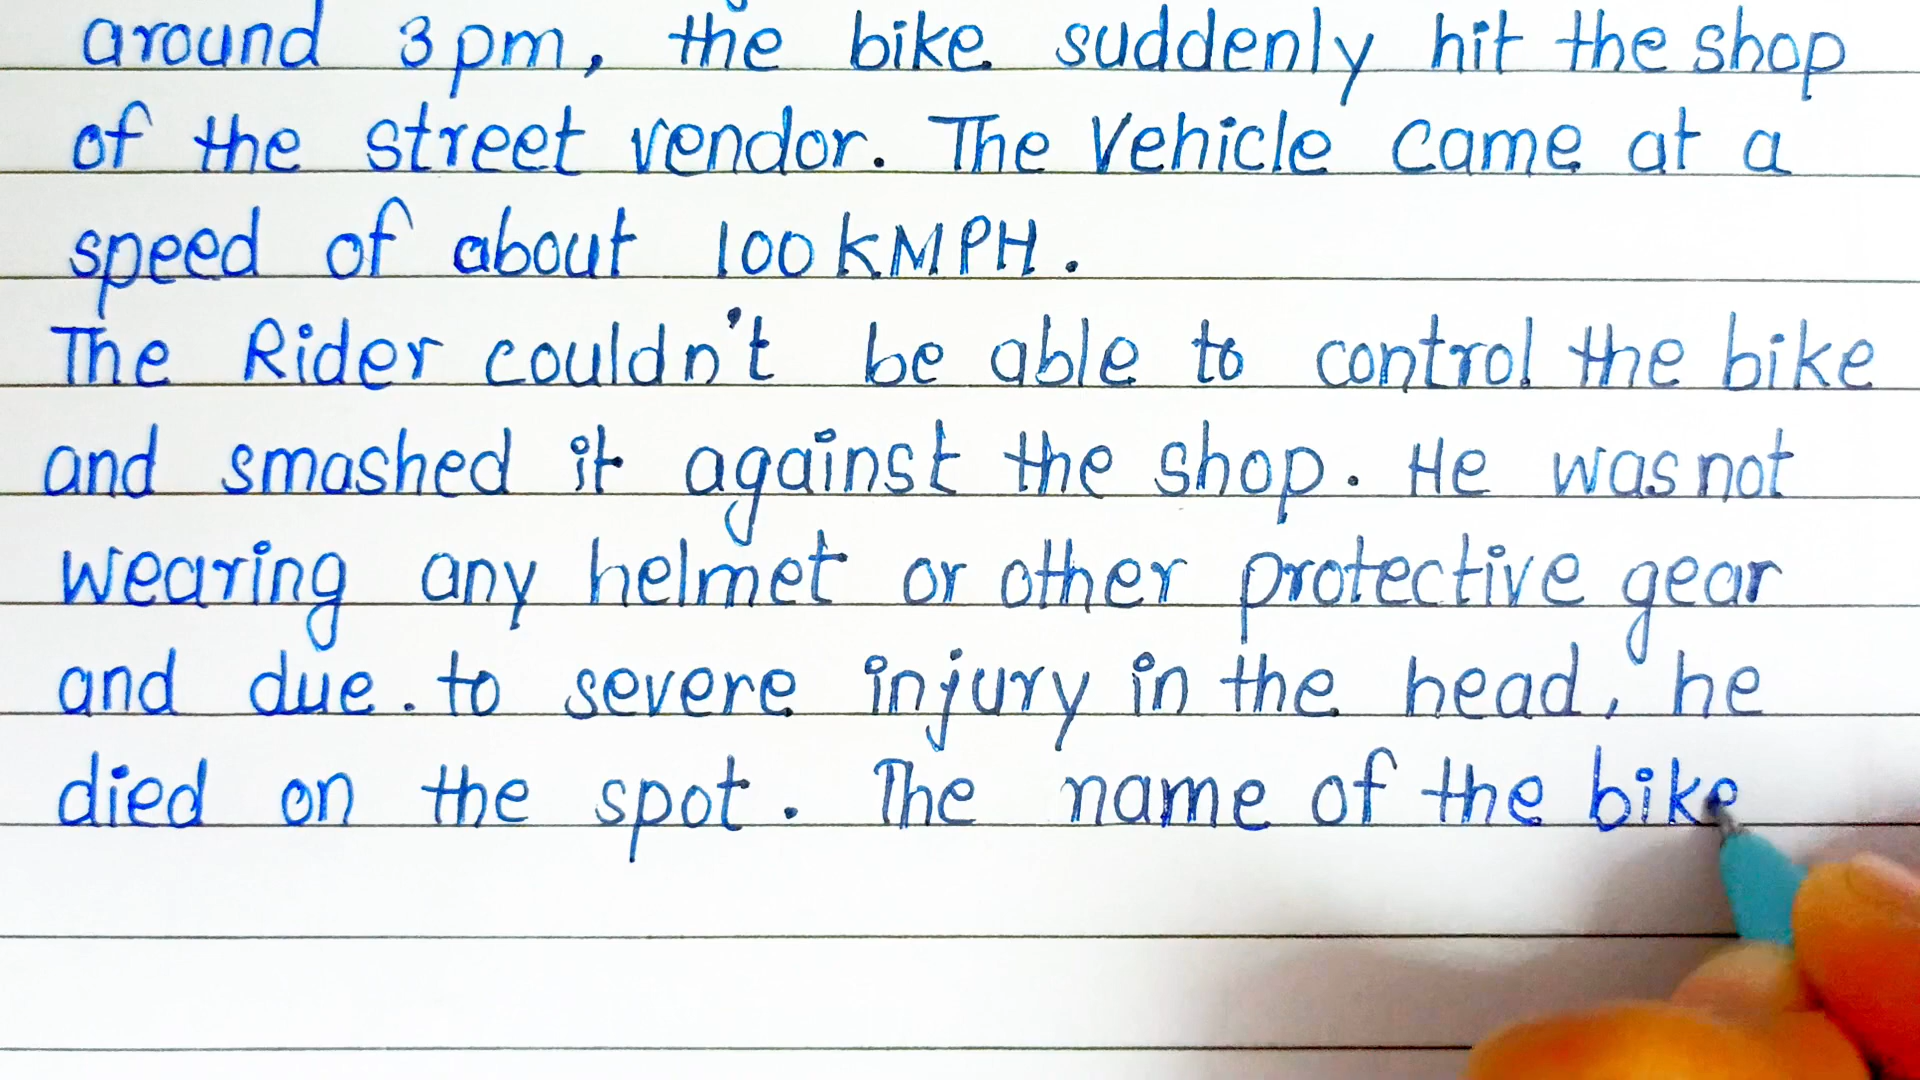 around 3pm, the bike suddenly hit the shop
of the street vendor. The Vehicle came at a
speed of about 100 KMPH.
The Rider couldn't be able to control the bike
and smashed it against the shop. He was not
wearing any helmet or other protective gear
and due. to severe injury in the head, he
died on the spot. The name of the bike